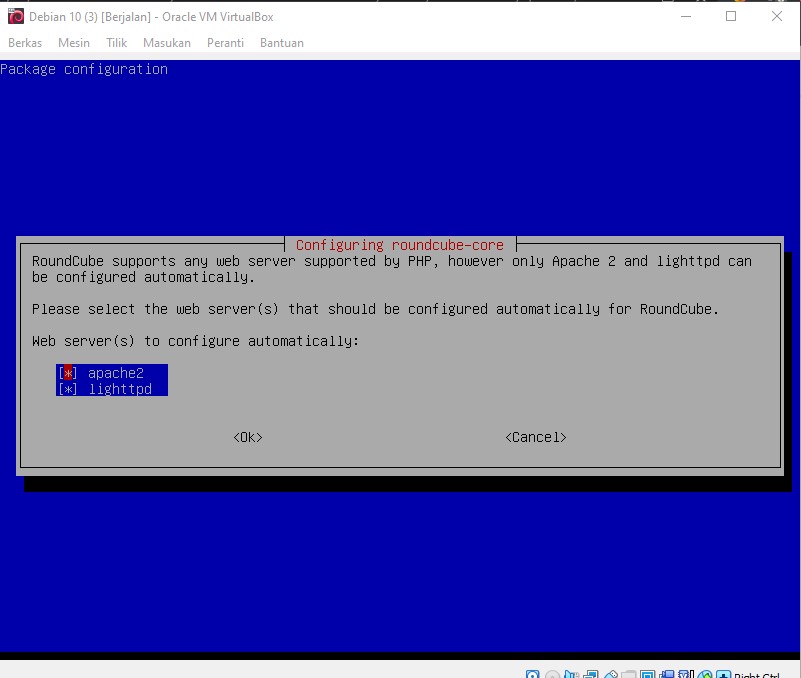 Debian 10 (3) [Berjalan] - Oracle VM VirtualBox
Berkas Mesin Tilik Masukan Peranti Bantuan
Package configuration
Configuring roundcube-core
RoundCube supports any web server supported by PHP, however only Apache 2 and lighttpd can
be configured automatically.
Please select the web server(s) that should be configured automatically for RoundCube.
Web server(s) to configure automatically:
[*] apache2
[*] lighttpd
<Ok> <Cancel>
Right Ctrl